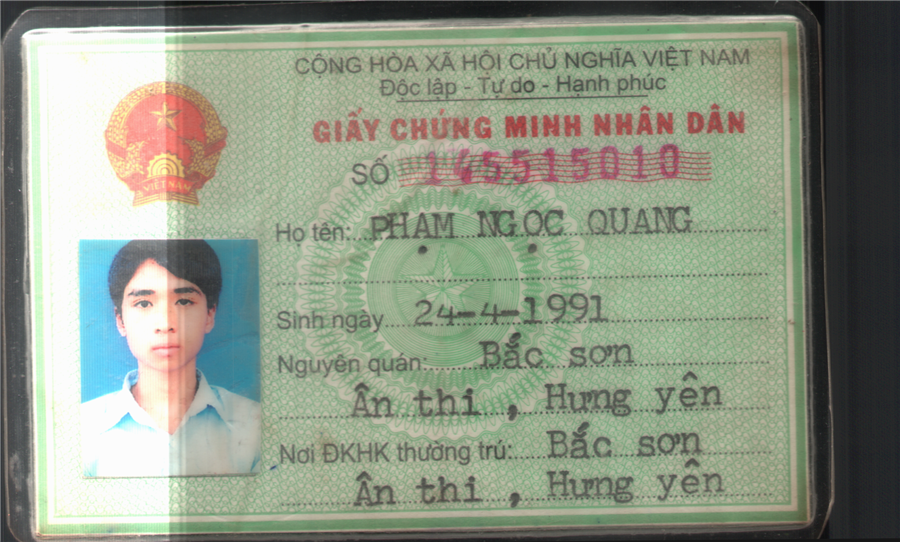 CỘNG HÒA XÃ HỘI CHỦ NGHĨA VIỆT NAM
Độc lập - Tự do - Hạnh phúc
GIẤY CHỨNG MINH NHÂN DÂN
SỐ 145515010
VIỆT NAM
Họ tên: PHẠM NGỌC QUANG
Sinh ngày 24-4-1991
Nguyên quán: Bắc sơn
Ân thi , Hưng yên
Nơi ĐKHK thường trú: Bắc sơn
Ân thi , Hưng yên